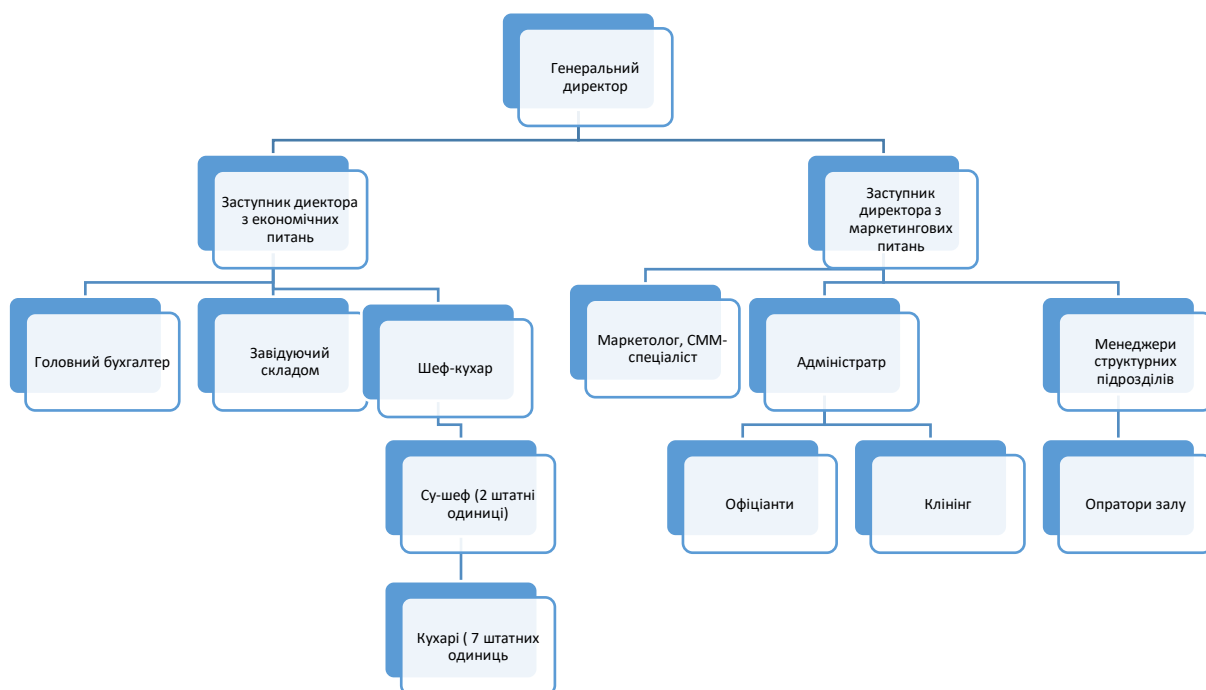 Генеральний
директор
Заступник диектора
з економічних
питань
Заступник
директора з
маркетингових
питань
Головний бухгалтер
Завідуючий
складом
Шеф-кухар
Маркетолог, СММ-
спеціаліст
Адміністратр
Менеджери
структурних
підрозділів
Су-шеф (2 штатні
одиниці)
Офіціанти
Клінінг
Опратори залу
Кухарі ( 7 штатних
одиниць